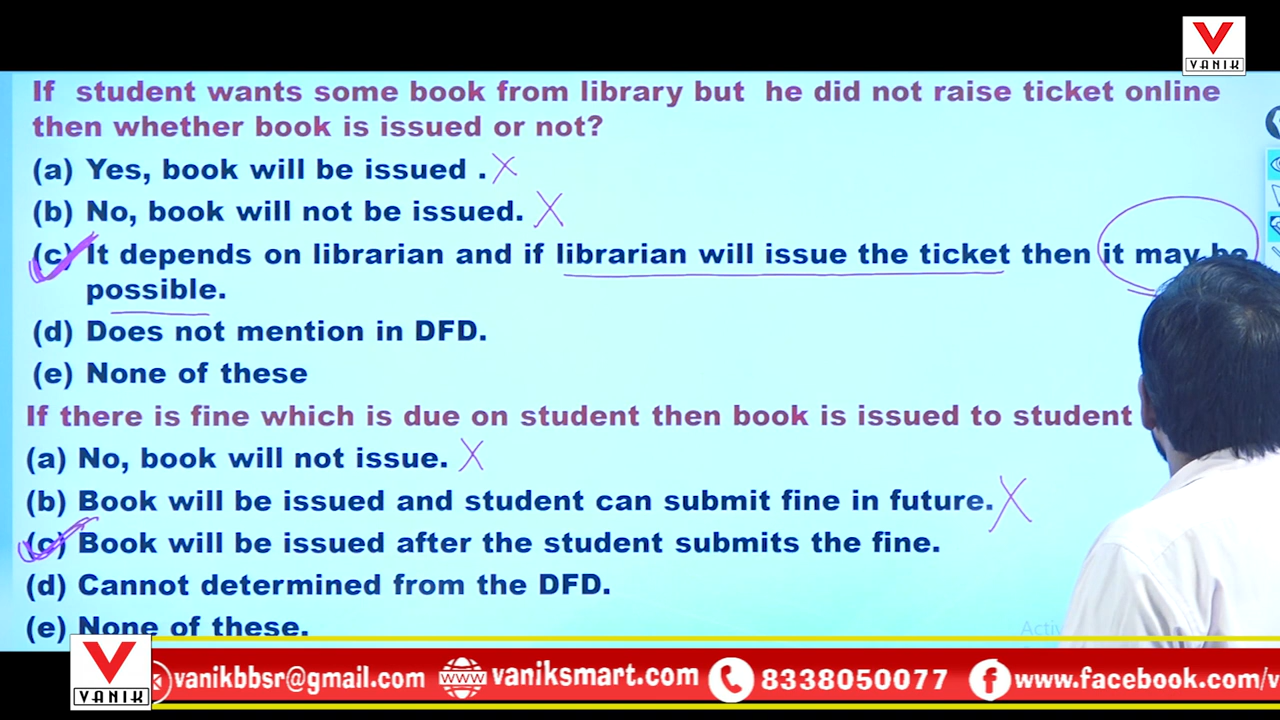 VANIK
If student wants some book from library but he did not raise ticket online
then whether book is issued or not?
(a) Yes, book will be issued .
(b) No, book will not be issued.
(c) It depends on librarian and if librarian will issue the ticket then it may be
possible.
(d) Does not mention in DFD.
(e) None of these
If there is fine which is due on student then book is issued to student
(a) No, book will not issue.
(b) Book will be issued and student can submit fine in future.
(c) Book will be issued after the student submits the fine.
(d) Cannot determined from the DFD.
(e) None of these.
VANIK
vanikbbsr@gmail.com
www
vaniksmart.com
8338050077
f
www.facebook.com/v